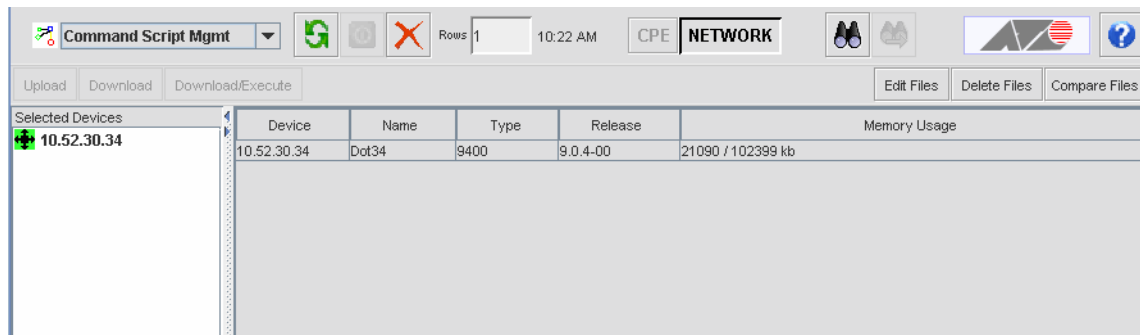 Command Script Mgmt Rows 1 10:22 AM CPE NETWORK ?
Upload Download Download/Execute Edit Files Delete Files Compare Files
Selected Devices
10.52.30.34
Device Name Type Release Memory Usage
10.52.30.34 Dot34 9400 9.0.4-00 21090 / 102399 kb